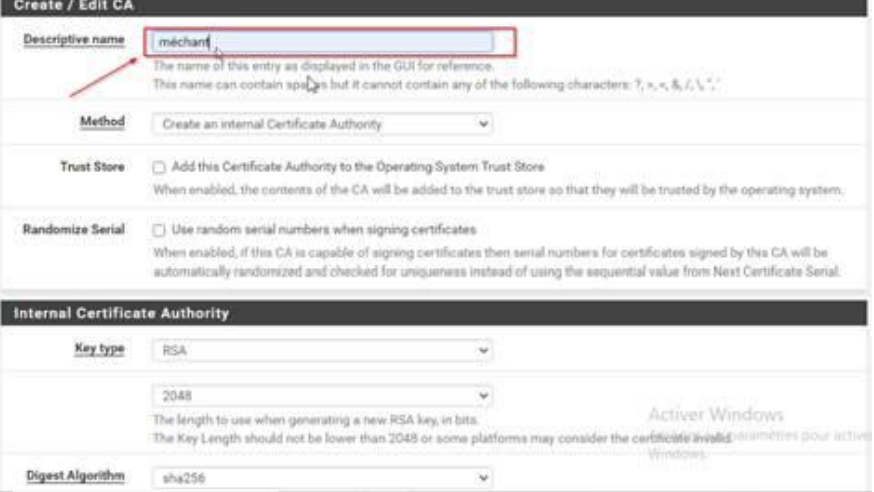 Create / Edit CA
Descriptive name
méchant
The name of this entry as displayed in the GUI for reference.
This name can contain spaces but it cannot contain any of the following characters: ?, >, <, &, /, \, ", '
Method
Create an internal Certificate Authority
Trust Store
Add this Certificate Authority to the Operating System Trust Store
When enabled, the contents of the CA will be added to the trust store so that they will be trusted by the operating system.
Randomize Serial
Use random serial numbers when signing certificates
When enabled, if this CA is capable of signing certificates then serial numbers for certificates signed by this CA will be
automatically randomized and checked for uniqueness instead of using the sequential value from Next Certificate Serial.
Internal Certificate Authority
Key type
RSA
2048
The length to use when generating a new RSA key, in bits.
The Key Length should not be lower than 2048 or some platforms may consider the certificate invalid.
Activer Windows
paramètres pour activer
Windows.
Digest Algorithm
sha256